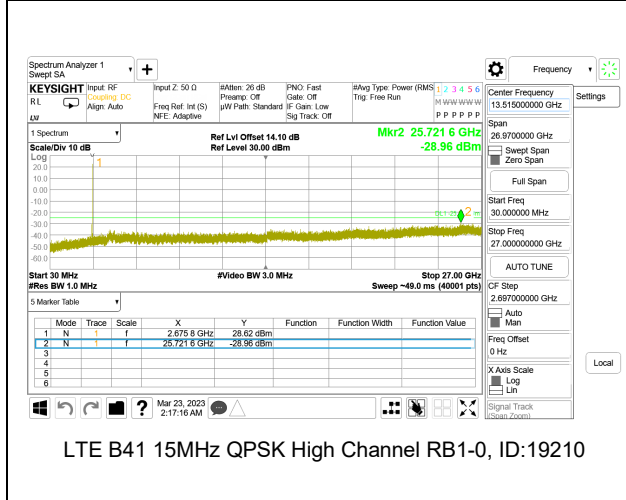 Spectrum Analyzer 1
Swept SA
+
Frequency
KEYSIGHT
RL
LXI
Input: RF
Coupling: DC
Align: Auto
Input Z: 50 Ω
Freq Ref: Int (S)
NFE: Adaptive
#Atten: 26 dB
Preamp: Off
µW Path: Standard
PNO: Fast
Gate: Off
IF Gain: Low
Sig Track: Off
#Avg Type: Power (RMS
Trig: Free Run
1 2 3 4 5 6
M W W W W W
P P P P P P
Center Frequency
13.515000000 GHz
Settings
1 Spectrum
Scale/Div 10 dB
Ref Lvl Offset 14.10 dB
Ref Level 30.00 dBm
Mkr2 25.721 6 GHz
-28.96 dBm
Log
20.0
10.0
0.00
-10.0
-20.0
-30.0
-40.0
-50.0
-60.0
1
2
Start 30 MHz
#Res BW 1.0 MHz
#Video BW 3.0 MHz
Stop 27.00 GHz
Sweep ~49.0 ms (40001 pts)
Span
26.9700000 GHz
Swept Span
Zero Span
Full Span
Start Freq
30.000000 MHz
Stop Freq
27.000000000 GHz
AUTO TUNE
CF Step
2.697000000 GHz
Auto
Man
Freq Offset
0 Hz
X Axis Scale
Log
Lin
Signal Track
(Span Zoom)
Local
5 Marker Table
Mode Trace Scale X Y Function Function Width Function Value
1 N 1 f 2.675 8 GHz 28.62 dBm
2 N 1 f 25.721 6 GHz -28.96 dBm
3
4
5
6
?
Mar 23, 2023
2:17:16 AM
LTE B41 15MHz QPSK High Channel RB1-0, ID:19210